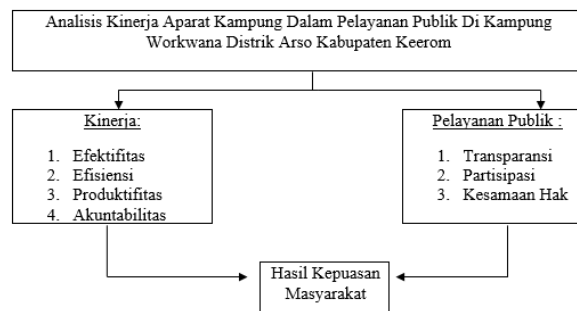 Analisis Kinerja Aparat Kampung Dalam Pelayanan Publik Di Kampung
Workwana Distrik Arso Kabupaten Keerom
Kinerja:
1. Efektifitas
2. Efisiensi
3. Produktifitas
4. Akuntabilitas
Pelayanan Publik :
1. Transparansi
2. Partisipasi
3. Kesamaan Hak
Hasil Kepuasan
Masyarakat